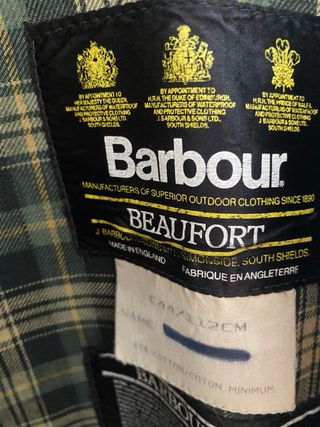 BY APPOINTMENT TO
HER MAJESTY THE QUEEN,
MANUFACTURERS OF WATERPROOF
AND PROTECTIVE CLOTHING
J. BARBOUR & SONS LTD.
SOUTH SHIELDS.
BY APPOINTMENT TO
H.R.H. THE DUKE OF EDINBURGH,
MANUFACTURERS OF WATERPROOF
AND PROTECTIVE CLOTHING
J. BARBOUR & SONS LTD.
SOUTH SHIELDS.
BY APPOINTMENT TO
H.R.H. THE PRINCE OF WALES
MANUFACTURERS OF WATERPROOF
AND PROTECTIVE CLOTHING
J. BARBOUR & SONS LTD.
SOUTH SHIELDS.
Barbour
MANUFACTURERS OF SUPERIOR OUTDOOR CLOTHING SINCE 1890
BEAUFORT
J. BARBOUR SIMONSIDE, SOUTH SHIELDS.
MADE IN ENGLAND
FABRIQUE EN ANGLETERRE
C44/112CM
NAME
COTTON/COTON MINIMUM
BARBOUR